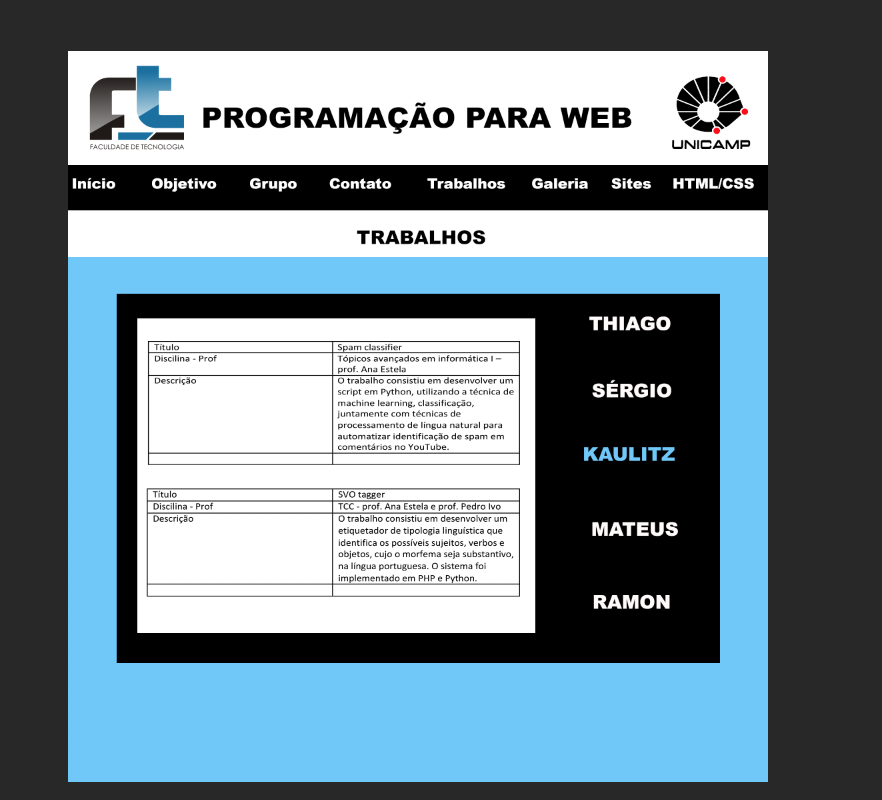 FACULDADE DE TECNOLOGIA
PROGRAMAÇÃO PARA WEB
UNICAMP
Início Objetivo Grupo Contato Trabalhos Galeria Sites HTML/CSS
TRABALHOS
Título Spam classifier
Discilina - Prof Tópicos avançados em informática I –
prof. Ana Estela
Descrição O trabalho consistiu em desenvolver um
script em Python, utilizando a técnica de
machine learning, classificação,
juntamente com técnicas de
processamento de língua natural para
automatizar identificação de spam em
comentários no YouTube.
Título SVO tagger
Discilina - Prof TCC - prof. Ana Estela e prof. Pedro Ivo
Descrição O trabalho consistiu em desenvolver um
etiquetador de tipologia linguística que
identifica os possíveis sujeitos, verbos e
objetos, cujo o morfema seja substantivo,
na língua portuguesa. O sistema foi
implementado em PHP e Python.
THIAGO
SÉRGIO
KAULITZ
MATEUS
RAMON